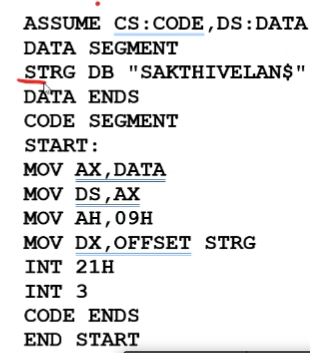 ASSUME CS:CODE,DS:DATA
DATA SEGMENT
STRG DB "SAKTHIVELAN$"
DATA ENDS
CODE SEGMENT
START:
MOV AX,DATA
MOV DS,AX
MOV AH,09H
MOV DX,OFFSET STRG
INT 21H
INT 3
CODE ENDS
END START